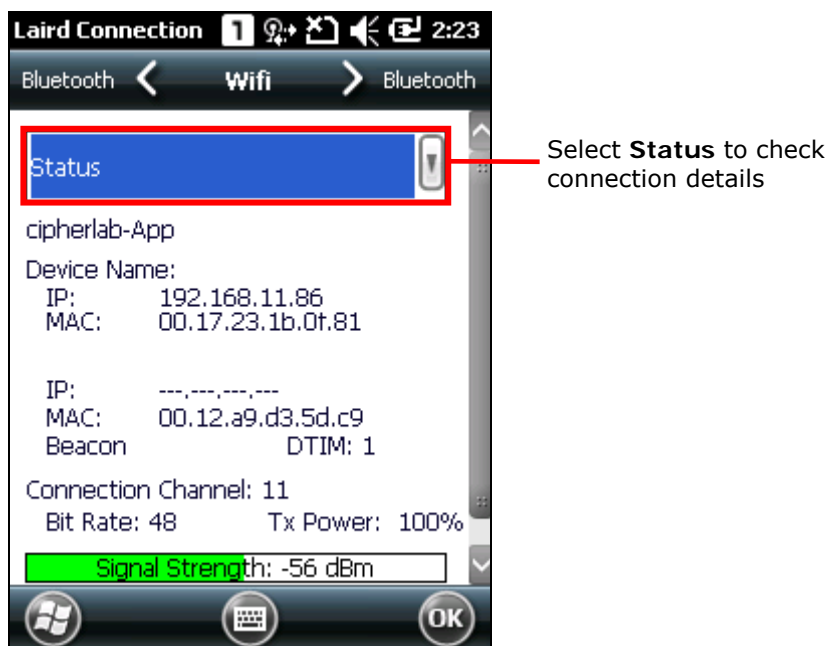 Laird Connection 1 2:23
Bluetooth Wifi Bluetooth
Status
Select Status to check
connection details
cipherlab-App
Device Name:
IP: 192.168.11.86
MAC: 00.17.23.1b.0f.81
IP: ---.---.---.---
MAC: 00.12.a9.d3.5d.c9
Beacon DTIM: 1
Connection Channel: 11
Bit Rate: 48 Tx Power: 100%
Signal Strength: -56 dBm
OK